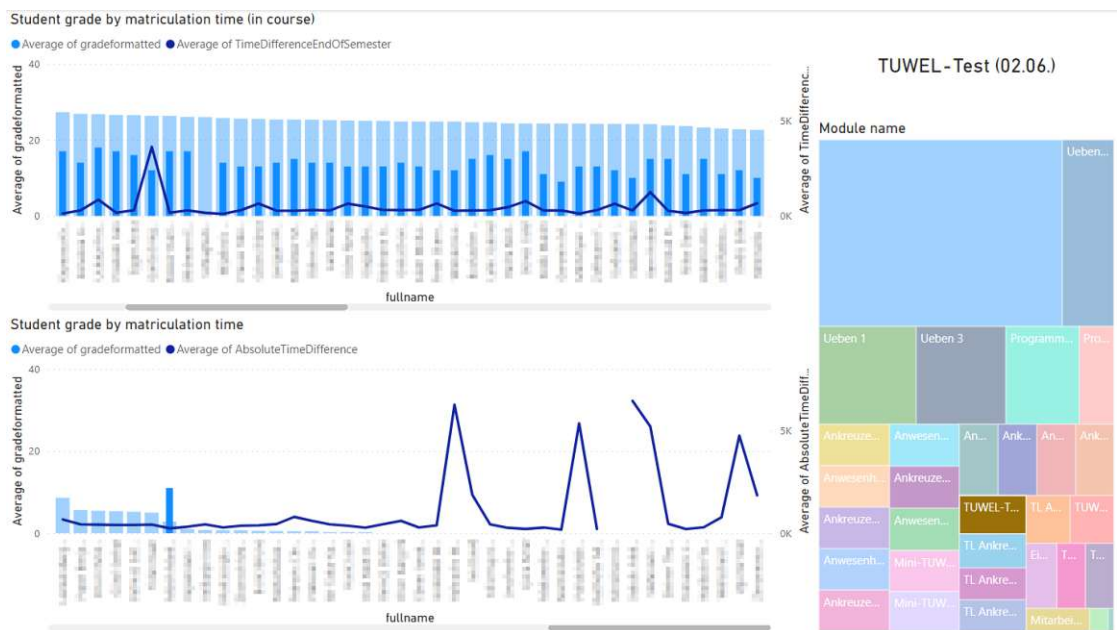 Student grade by matriculation time (in course)
Average of gradeformatted Average of TimeDifferenceEndOfSemester
Average of gradeformatted
40
20
0
5K
0K
Average of TimeDifferenc...
fullname
Student grade by matriculation time
Average of gradeformatted Average of AbsoluteTimeDifference
Average of gradeformatted
40
20
0
5K
0K
Average of AbsoluteTimeDiff...
fullname
TUWEL-Test (02.06.)
Module name
Ueben...
Ueben 1 Ueben 3 Programm... Pro...
Ankreuze... Anwesen... An... Ank... An... Ank...
Anwesenh... Ankreuze...
TUWEL-T... TL A... TUW...
Ankreuze... Anwesen...
TL Ankre...
Anwesenh... Mini-TUW... Ei... T... T...
TL Ankre...
Ankreuze... Mini-TUW... TL Ankre... Mitarbei...